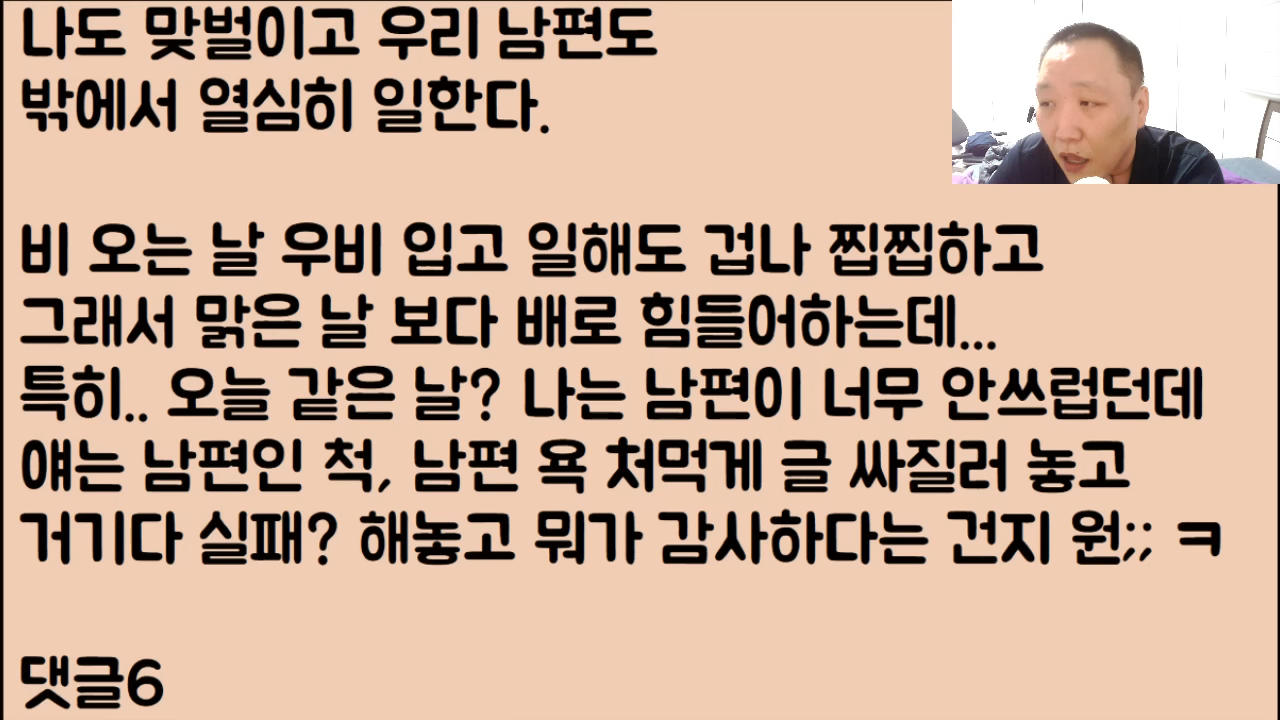 나도 맞벌이고 우리 남편도
밖에서 열심히 일한다.
비 오는 날 우비 입고 일해도 겁나 찝찝하고
그래서 맑은 날 보다 배로 힘들어하는데...
특히.. 오늘 같은 날? 나는 남편이 너무 안쓰럽던데
얘는 남편인 척, 남편 욕 처먹게 글 싸질러 놓고
거기다 실패? 해놓고 뭐가 감사하다는 건지 원;; ㅋ
댓글6